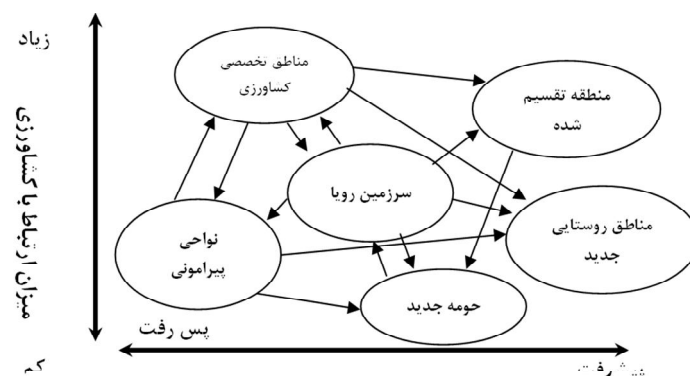 زیاد
مناطق تخصصی
کشاورزی
منطقه تقسیم
شده
میزان ارتباط با کشاورزی
سرزمین رویا
مناطق روستایی
جدید
نواحی
پیرامونی
حومه جدید
پس رفت